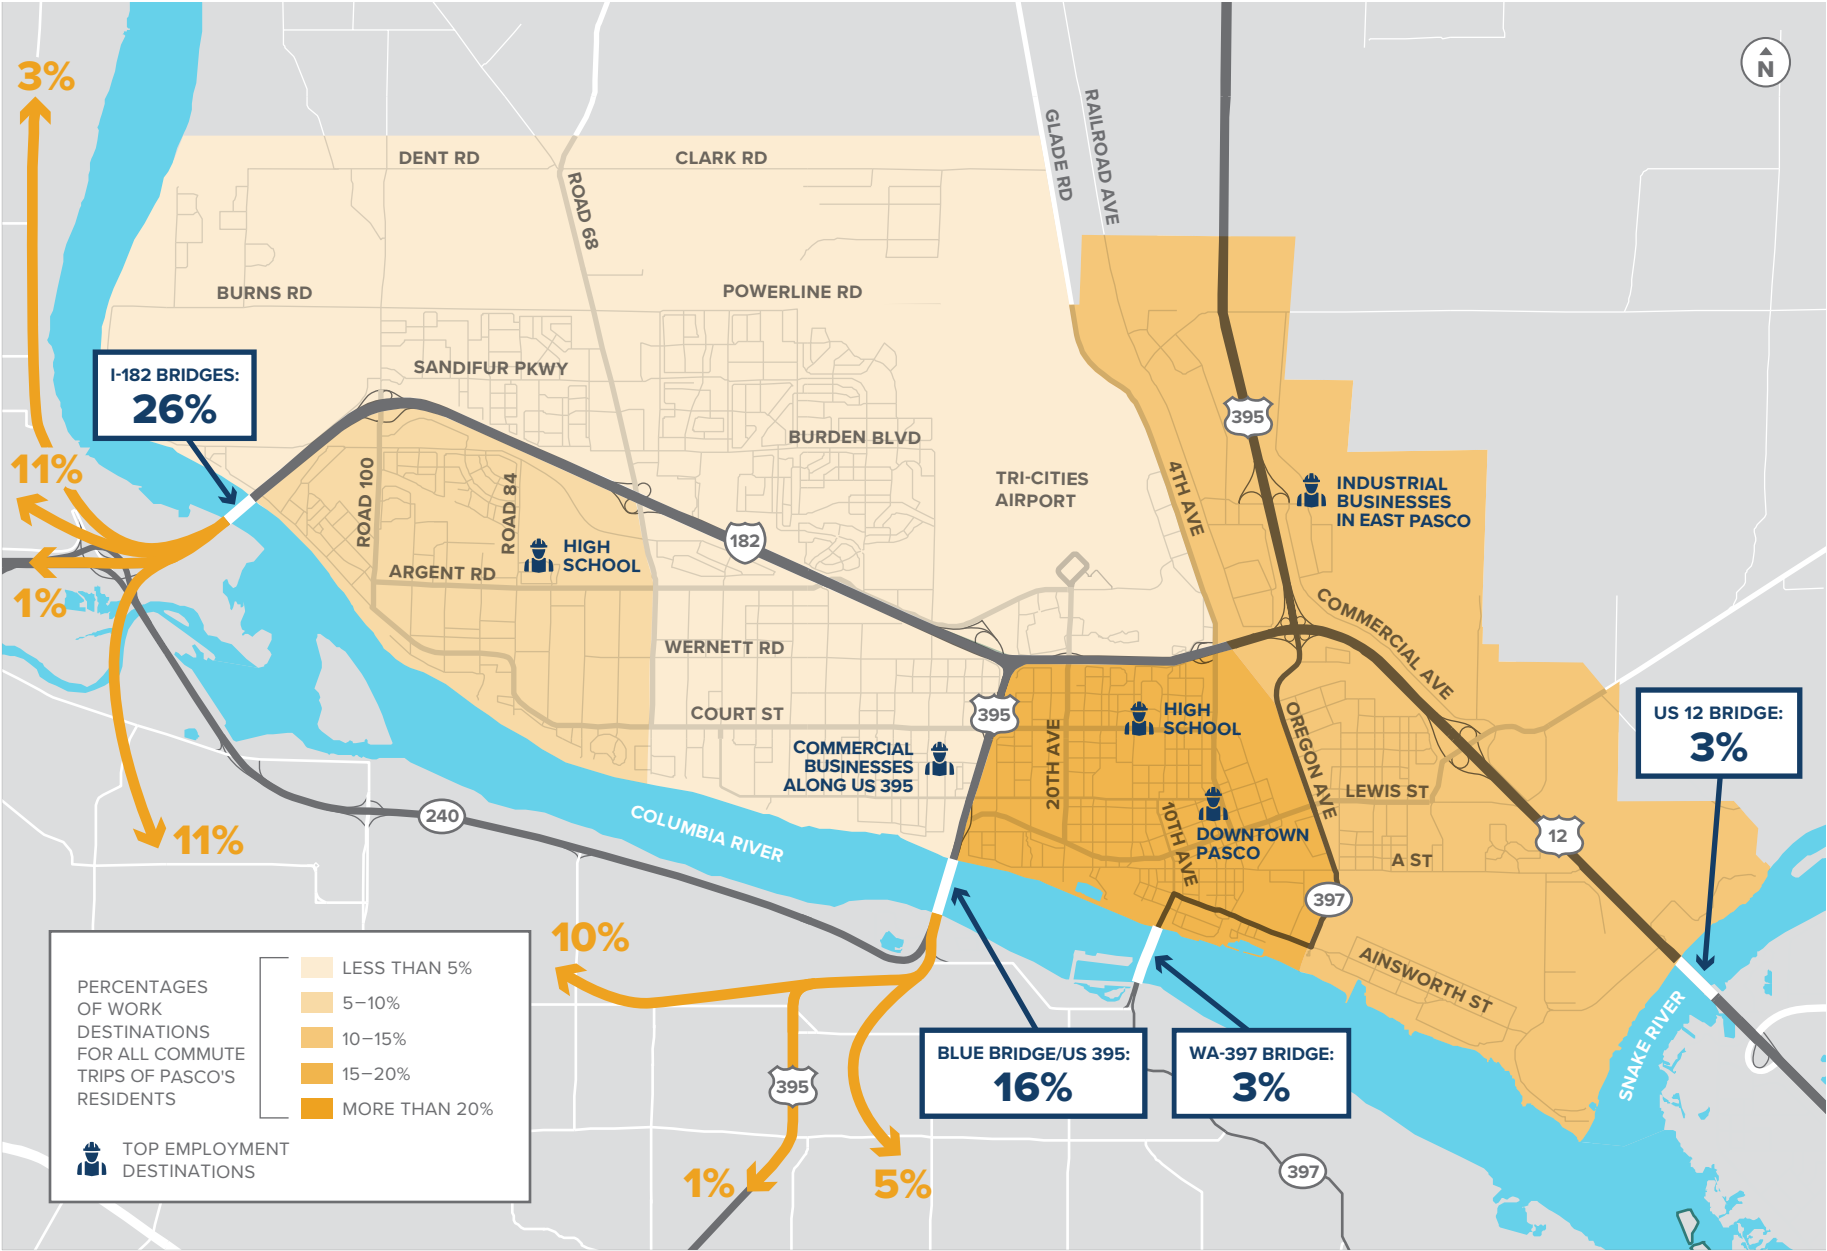 3%
N
RAILROAD AVE
GLADE RD
DENT RD
CLARK RD
ROAD 68
BURNS RD
POWERLINE RD
I-182 BRIDGES:
26%
SANDIFUR PKWY
395
BURDEN BLVD
11%
ROAD 100
ROAD 84
TRI-CITIES
AIRPORT
4TH AVE
INDUSTRIAL
BUSINESSES
IN EAST PASCO
182
HIGH
SCHOOL
ARGENT RD
1%
COMMERCIAL AVE
WERNETT RD
COURT ST
395
HIGH
SCHOOL
OREGON AVE
US 12 BRIDGE:
3%
COMMERCIAL
BUSINESSES
ALONG US 395
20TH AVE
LEWIS ST
240
COLUMBIA RIVER
10TH AVE
DOWNTOWN
PASCO
12
11%
A ST
397
10%
AINSWORTH ST
SNAKE RIVER
PERCENTAGES
OF WORK
DESTINATIONS
FOR ALL COMMUTE
TRIPS OF PASCO'S
RESIDENTS
LESS THAN 5%
5–10%
10–15%
15–20%
MORE THAN 20%
TOP EMPLOYMENT
DESTINATIONS
BLUE BRIDGE/US 395:
16%
WA-397 BRIDGE:
3%
395
1%
5%
397